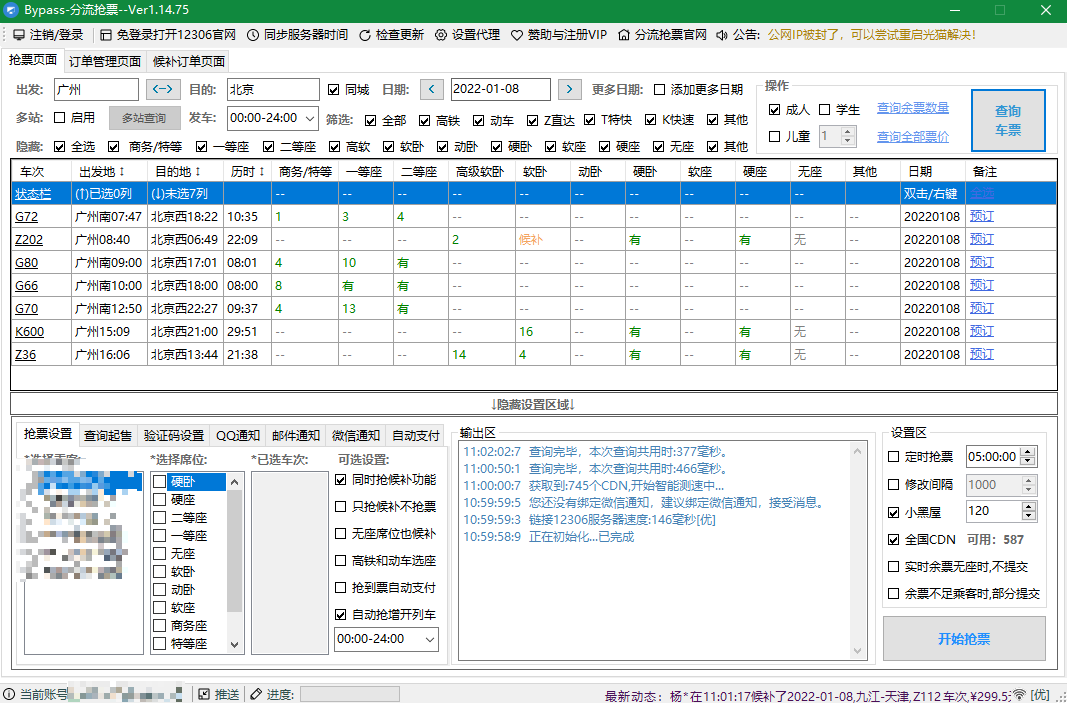 Bypass-分流抢票--Ver1.14.75
注销/登录 免登录打开12306官网 同步服务器时间 检查更新 设置代理 赞助与注册VIP 分流抢票官网 公告: 公网IP被封了，可以尝试重启光猫解决！
抢票页面 订单管理页面 候补订单页面
出发: 广州 <--> 目的: 北京 同城 日期: < 2022-01-08 > 更多日期: 添加更多日期 操作
多站: 启用 多站查询 发车: 00:00-24:00 筛选: 全部 高铁 动车 Z直达 T特快 K快速 其他 成人 学生 查询余票数量 查询车票
隐藏: 全选 商务/特等 一等座 二等座 高软 软卧 动卧 硬卧 软座 硬座 无座 其他 儿童 1 查询全部票价
车次 出发地↕ 目的地↕ 历时↕ 商务/特等 一等座 二等座 高级软卧 软卧 动卧 硬卧 软座 硬座 无座 其他 日期 备注
状态栏 (↑)已选0列 (↓)未选7列 -- -- -- -- -- -- -- -- -- -- -- 双击/右键 全选
G72 广州南07:47 北京西18:22 10:35 1 3 4 -- -- -- -- -- -- -- -- 20220108 预订
Z202 广州08:40 北京西06:49 22:09 -- -- -- 2 候补 -- 有 -- 有 无 -- 20220108 预订
G80 广州南09:00 北京西17:01 08:01 4 10 有 -- -- -- -- -- -- -- -- 20220108 预订
G66 广州南10:00 北京西18:00 08:00 8 有 有 -- -- -- -- -- -- -- -- 20220108 预订
G70 广州南12:50 北京西22:27 09:37 4 13 有 -- -- -- -- -- -- -- -- 20220108 预订
K600 广州15:09 北京西21:00 29:51 -- -- -- -- 16 -- 有 -- 有 无 -- 20220108 预订
Z36 广州16:06 北京西13:44 21:38 -- -- -- 14 4 -- 有 -- 有 无 -- 20220108 预订
↓隐藏设置区域↓
抢票设置 查询起售 验证码设置 QQ通知 邮件通知 微信通知 自动支付
*选择席位: *已选车次: 可选设置:
硬卧
硬座
二等座
一等座
无座
软卧
动卧
软座
商务座
特等座
同时抢候补功能
只抢候补不抢票
无座席位也候补
高铁和动车选座
抢到票自动支付
自动抢增开列车
00:00-24:00
输出区
11:02:02:7 查询完毕，本次查询共用时:377毫秒。
11:00:50:1 查询完毕，本次查询共用时:466毫秒。
11:00:00:7 获取到:745个CDN,开始智能测速中...
10:59:59:5 您还没有绑定微信通知，建议绑定微信通知，接受消息。
10:59:59:3 链接12306服务器速度:146毫秒[优]
10:59:58:9 正在初始化...已完成
设置区
定时抢票 05:00:00
修改间隔 1000
小黑屋 120
全国CDN 可用: 587
实时余票无座时,不提交
余票不足乘客时,部分提交
开始抢票
当前账号 推送 进度: 最新动态: 杨*在11:01:17候补了2022-01-08,九江-天津,Z112车次,¥299.5 [优]